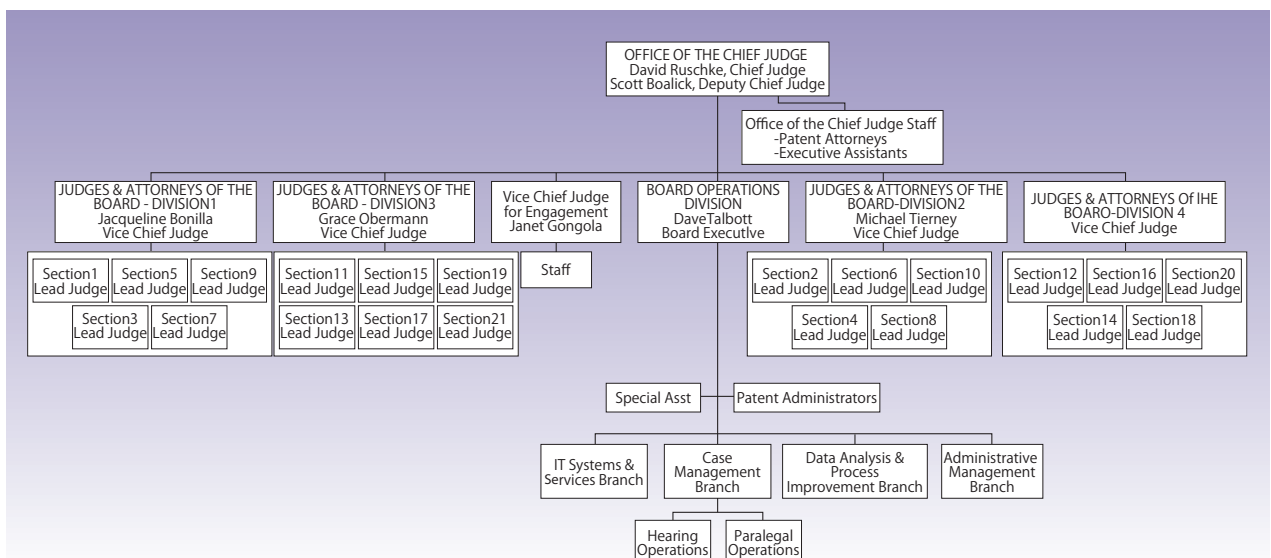 OFFICE OF THE CHIEF JUDGE
David Ruschke, Chief Judge
Scott Boalick, Deputy Chief Judge
Office of the Chief Judge Staff
-Patent Attorneys
-Executive Assistants
JUDGES & ATTORNEYS OF THE
BOARD - DIVISION1
Jacqueline Bonilla
Vice Chief Judge
JUDGES & ATTORNEYS OF THE
BOARD - DIVISION3
Grace Obermann
Vice Chief Judge
Vice Chief Judge
for Engagement
Janet Gongola
BOARD OPERATIONS
DIVISION
DaveTalbott
Board Executlve
JUDGES & ATTORNEYS OF THE
BOARD-DIVISION2
Michael Tierney
Vice Chief Judge
JUDGES & ATTORNEYS OF IHE
BOARO-DIVISION 4
Vice Chief Judge
Section1
Lead Judge
Section5
Lead Judge
Section9
Lead Judge
Section3
Lead Judge
Section7
Lead Judge
Section11
Lead Judge
Section15
Lead Judge
Section19
Lead Judge
Section13
Lead Judge
Section17
Lead Judge
Section21
Lead Judge
Staff
Section2
Lead Judge
Section6
Lead Judge
Section10
Lead Judge
Section4
Lead Judge
Section8
Lead Judge
Section12
Lead Judge
Section16
Lead Judge
Section20
Lead Judge
Section14
Lead Judge
Section18
Lead Judge
Special Asst
Patent Administrators
IT Systems &
Services Branch
Case
Management
Branch
Data Analysis &
Process
Improvement Branch
Administrative
Management
Branch
Hearing
Operations
Paralegal
Operations